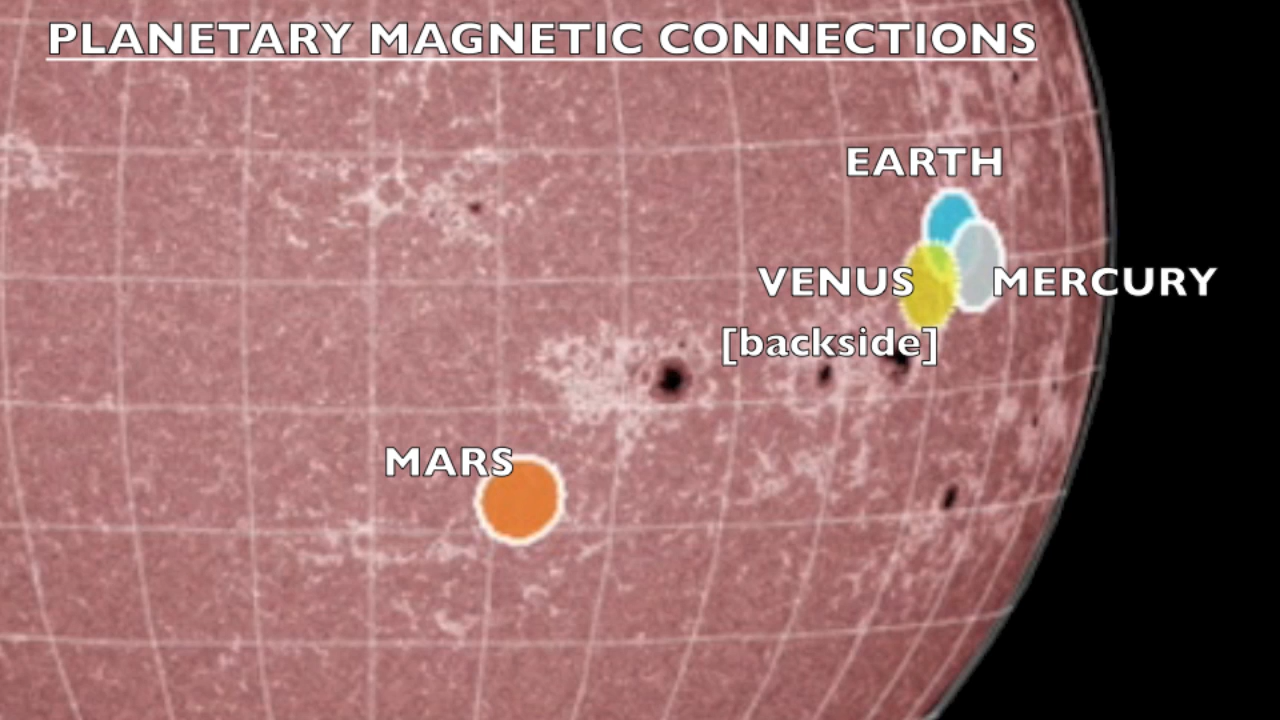 PLANETARY MAGNETIC CONNECTIONS
EARTH
VENUS
MERCURY
[backside]
MARS